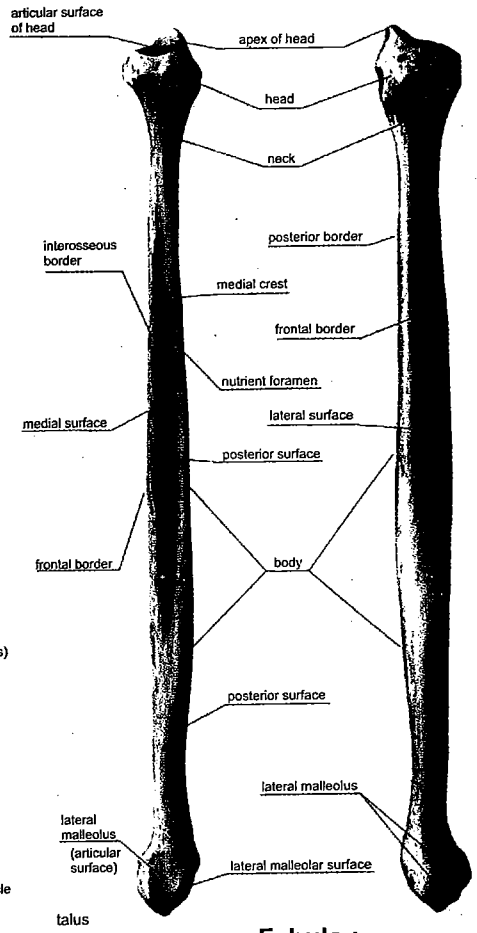 articular surface
of head
apex of head
head
neck
posterior border
interosseous
border
medial crest
frontal border
nutrient foramen
lateral surface
medial surface
posterior surface
frontal border
body
s)
posterior surface
lateral malleolus
lateral
malleolus
(articular
surface)
lateral malleolar surface
cle
talus